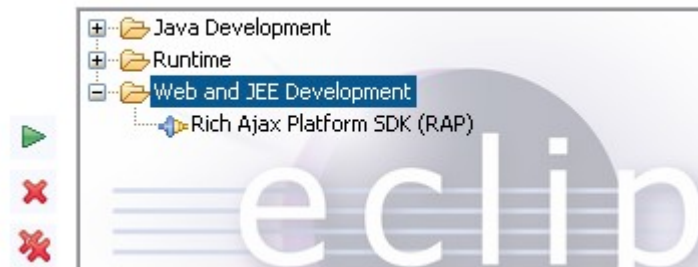 Java Development
Runtime
Web and JEE Development
Rich Ajax Platform SDK (RAP)
eclip